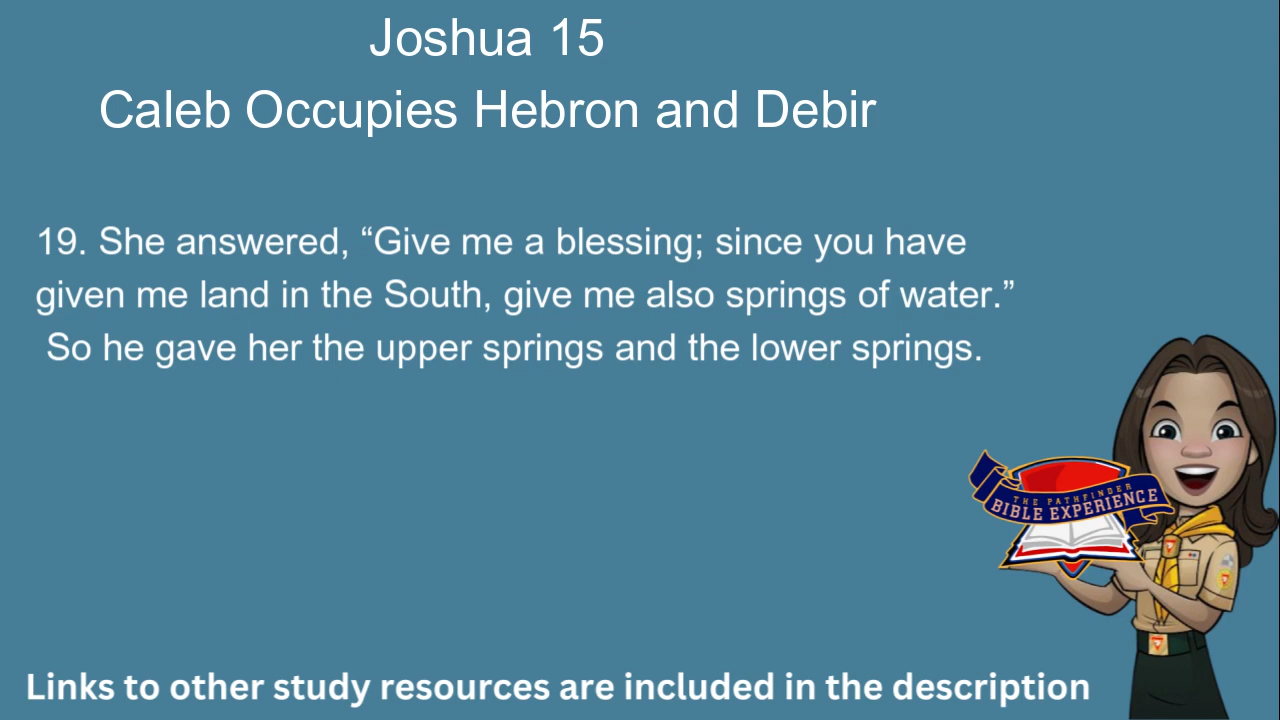 Joshua 15
Caleb Occupies Hebron and Debir
19. She answered, “Give me a blessing; since you have
given me land in the South, give me also springs of water.”
So he gave her the upper springs and the lower springs.
THE PATHFINDER
BIBLE EXPERIENCE
Links to other study resources are included in the description